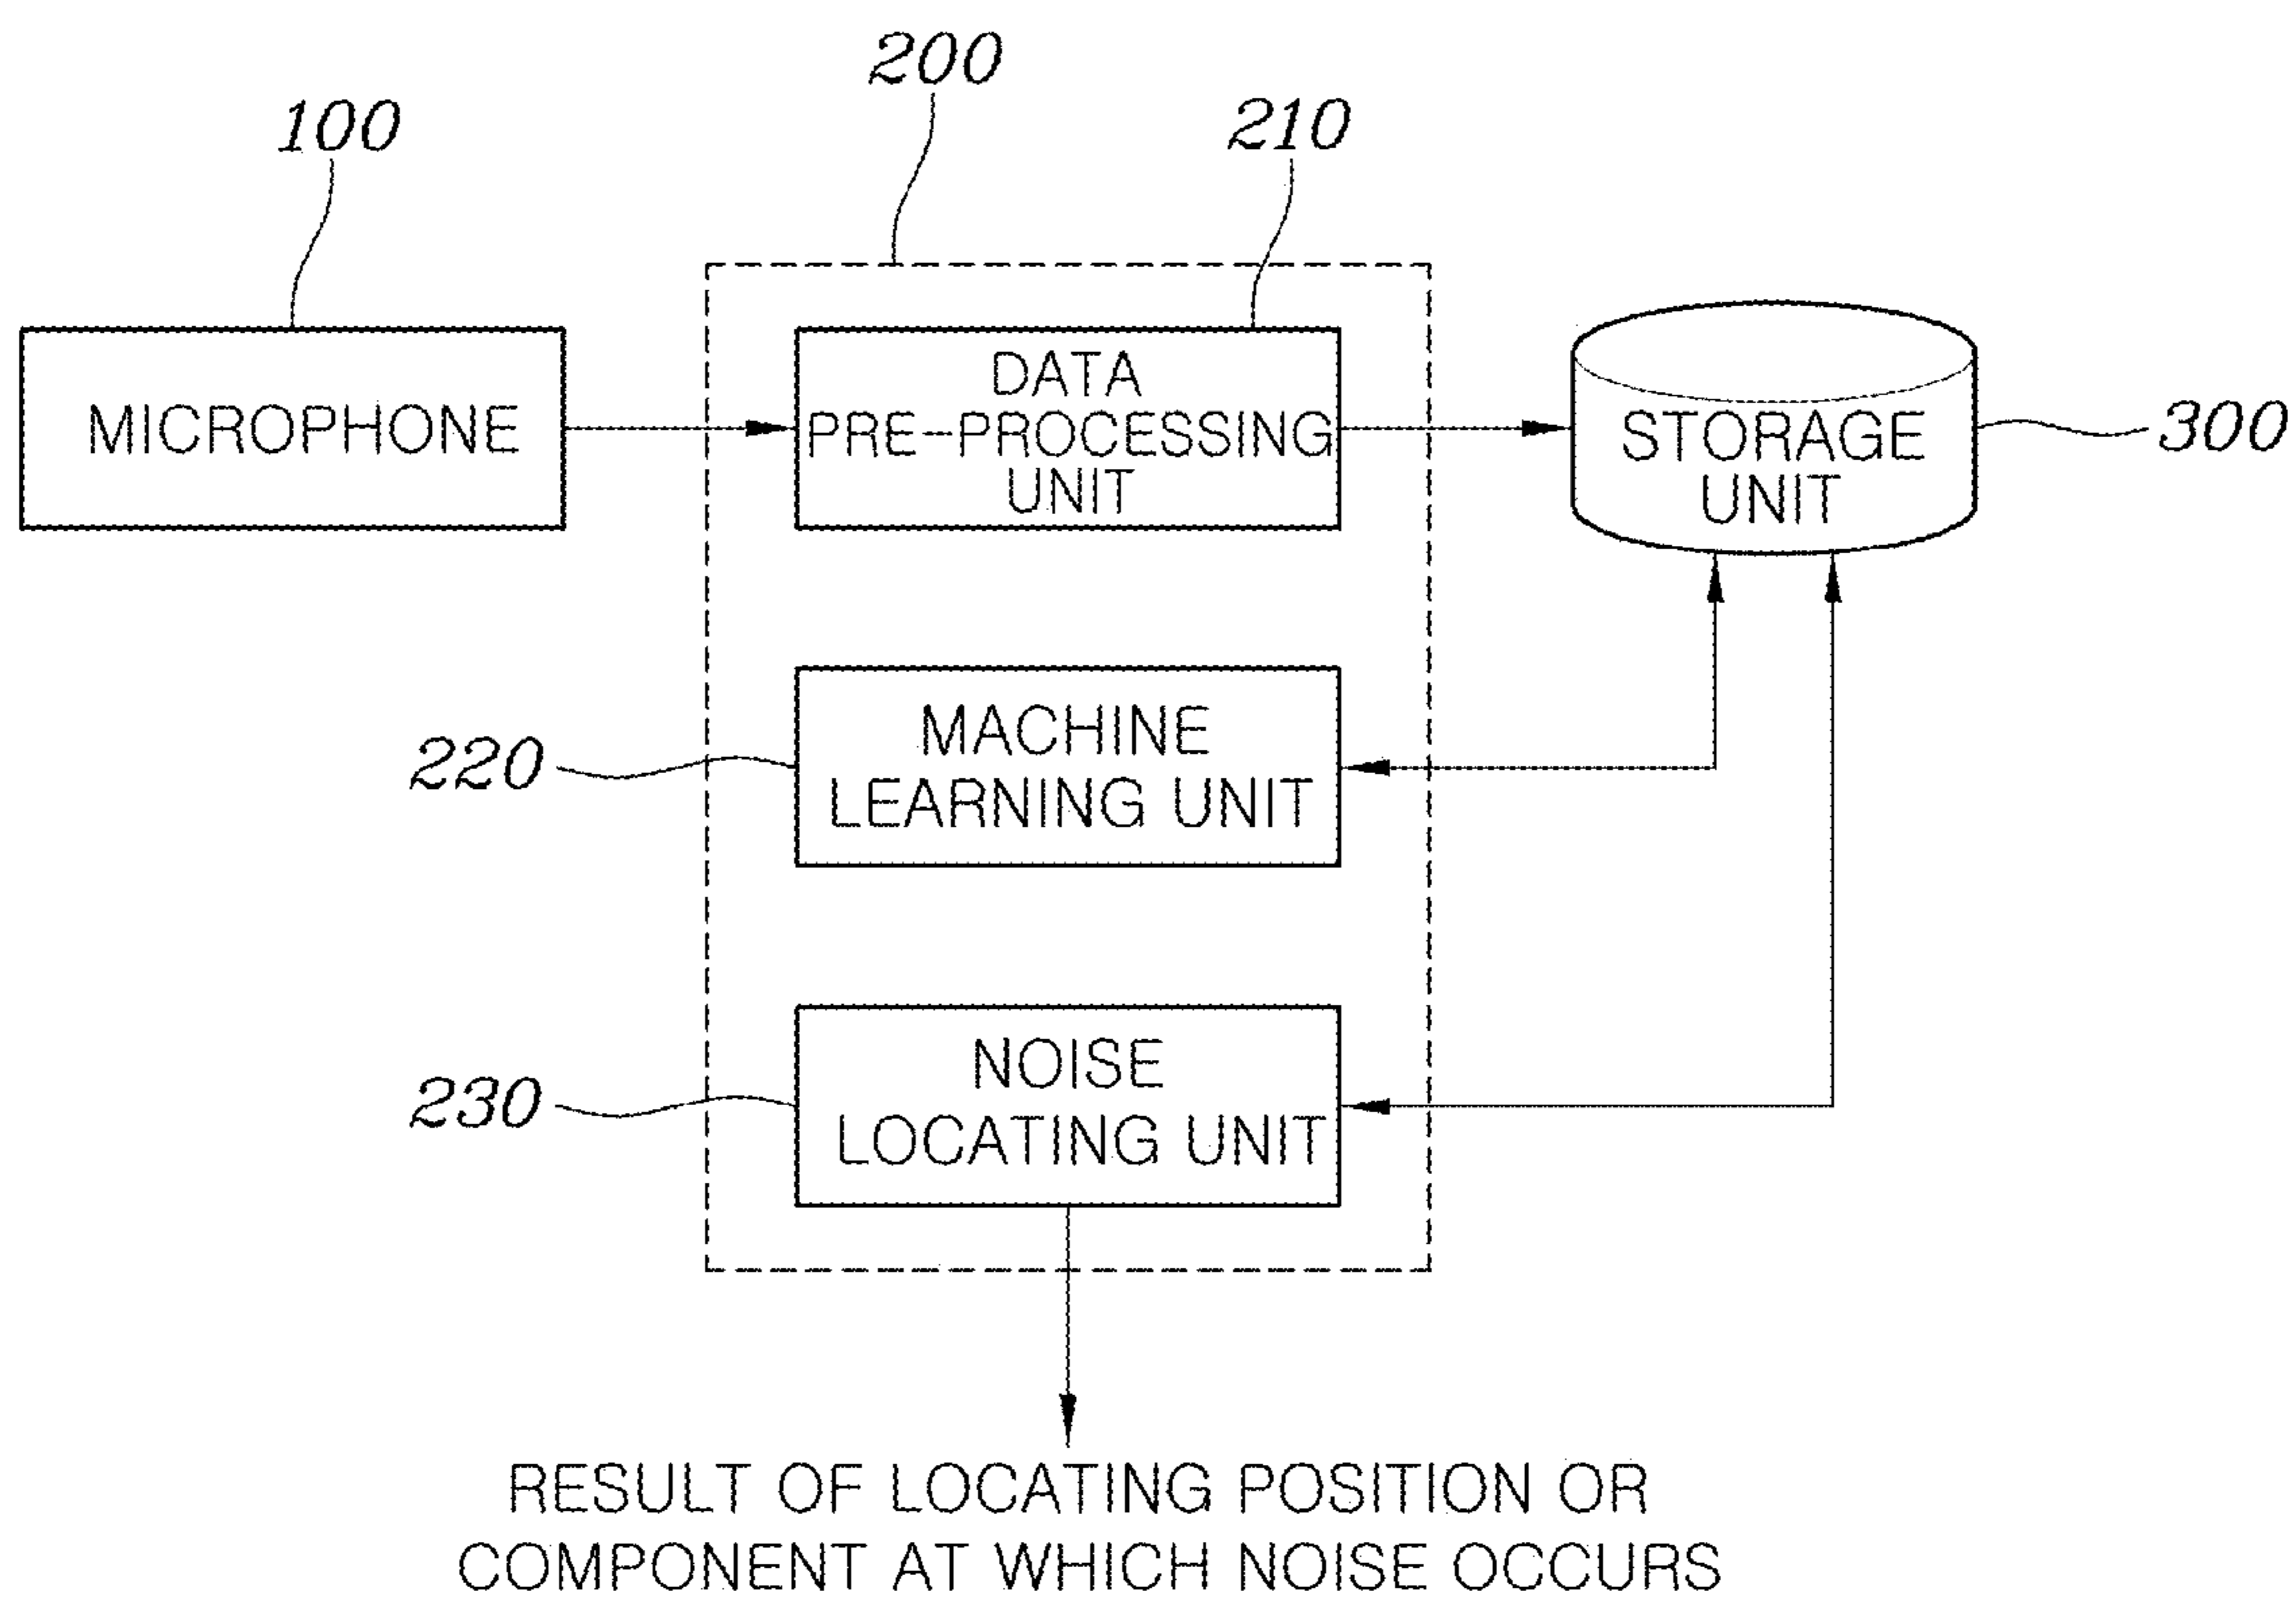 200
100
210
MICROPHONE
DATA
PRE-PROCESSING
UNIT
STORAGE
UNIT
300
220
MACHINE
LEARNING UNIT
230
NOISE
LOCATING UNIT
RESULT OF LOCATING POSITION OR
COMPONENT AT WHICH NOISE OCCURS